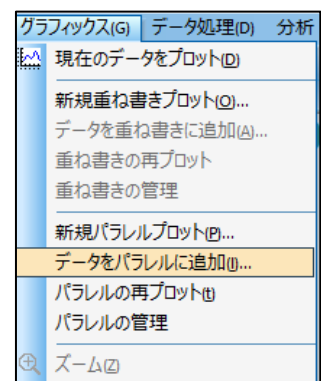 グラフィックス(G) データ処理(D) 分析
現在のデータをプロット(D)
新規重ね書きプロット(O)...
データを重ね書きに追加(A)...
重ね書きの再プロット
重ね書きの管理
新規パラレルプロット(P)...
データをパラレルに追加(I)...
パラレルの再プロット(t)
パラレルの管理
ズーム(Z)